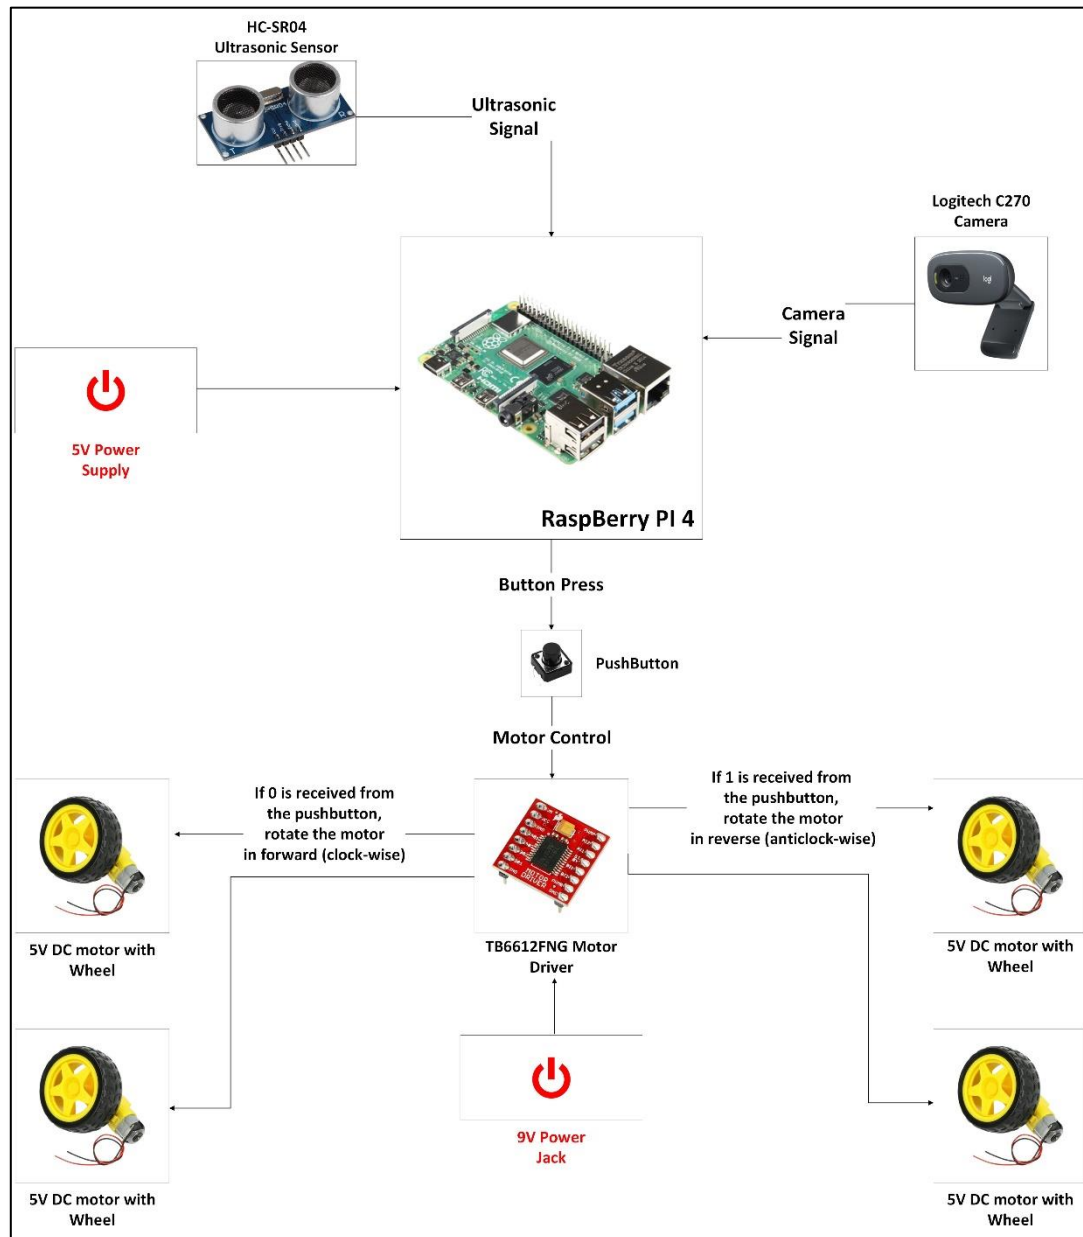 HC-SR04
Ultrasonic Sensor
Ultrasonic
Signal
Logitech C270
Camera
logi
Camera
Signal
5V Power
Supply
RaspBerry PI 4
Button Press
PushButton
Motor Control
If 0 is received from
the pushbutton,
rotate the motor
in forward (clock-wise)
If 1 is received from
the pushbutton,
rotate the motor
in reverse (anticlock-wise)
MOTOR
DRIVER
5V DC motor with
Wheel
TB6612FNG Motor
Driver
5V DC motor with
Wheel
9V Power
Jack
5V DC motor with
Wheel
5V DC motor with
Wheel